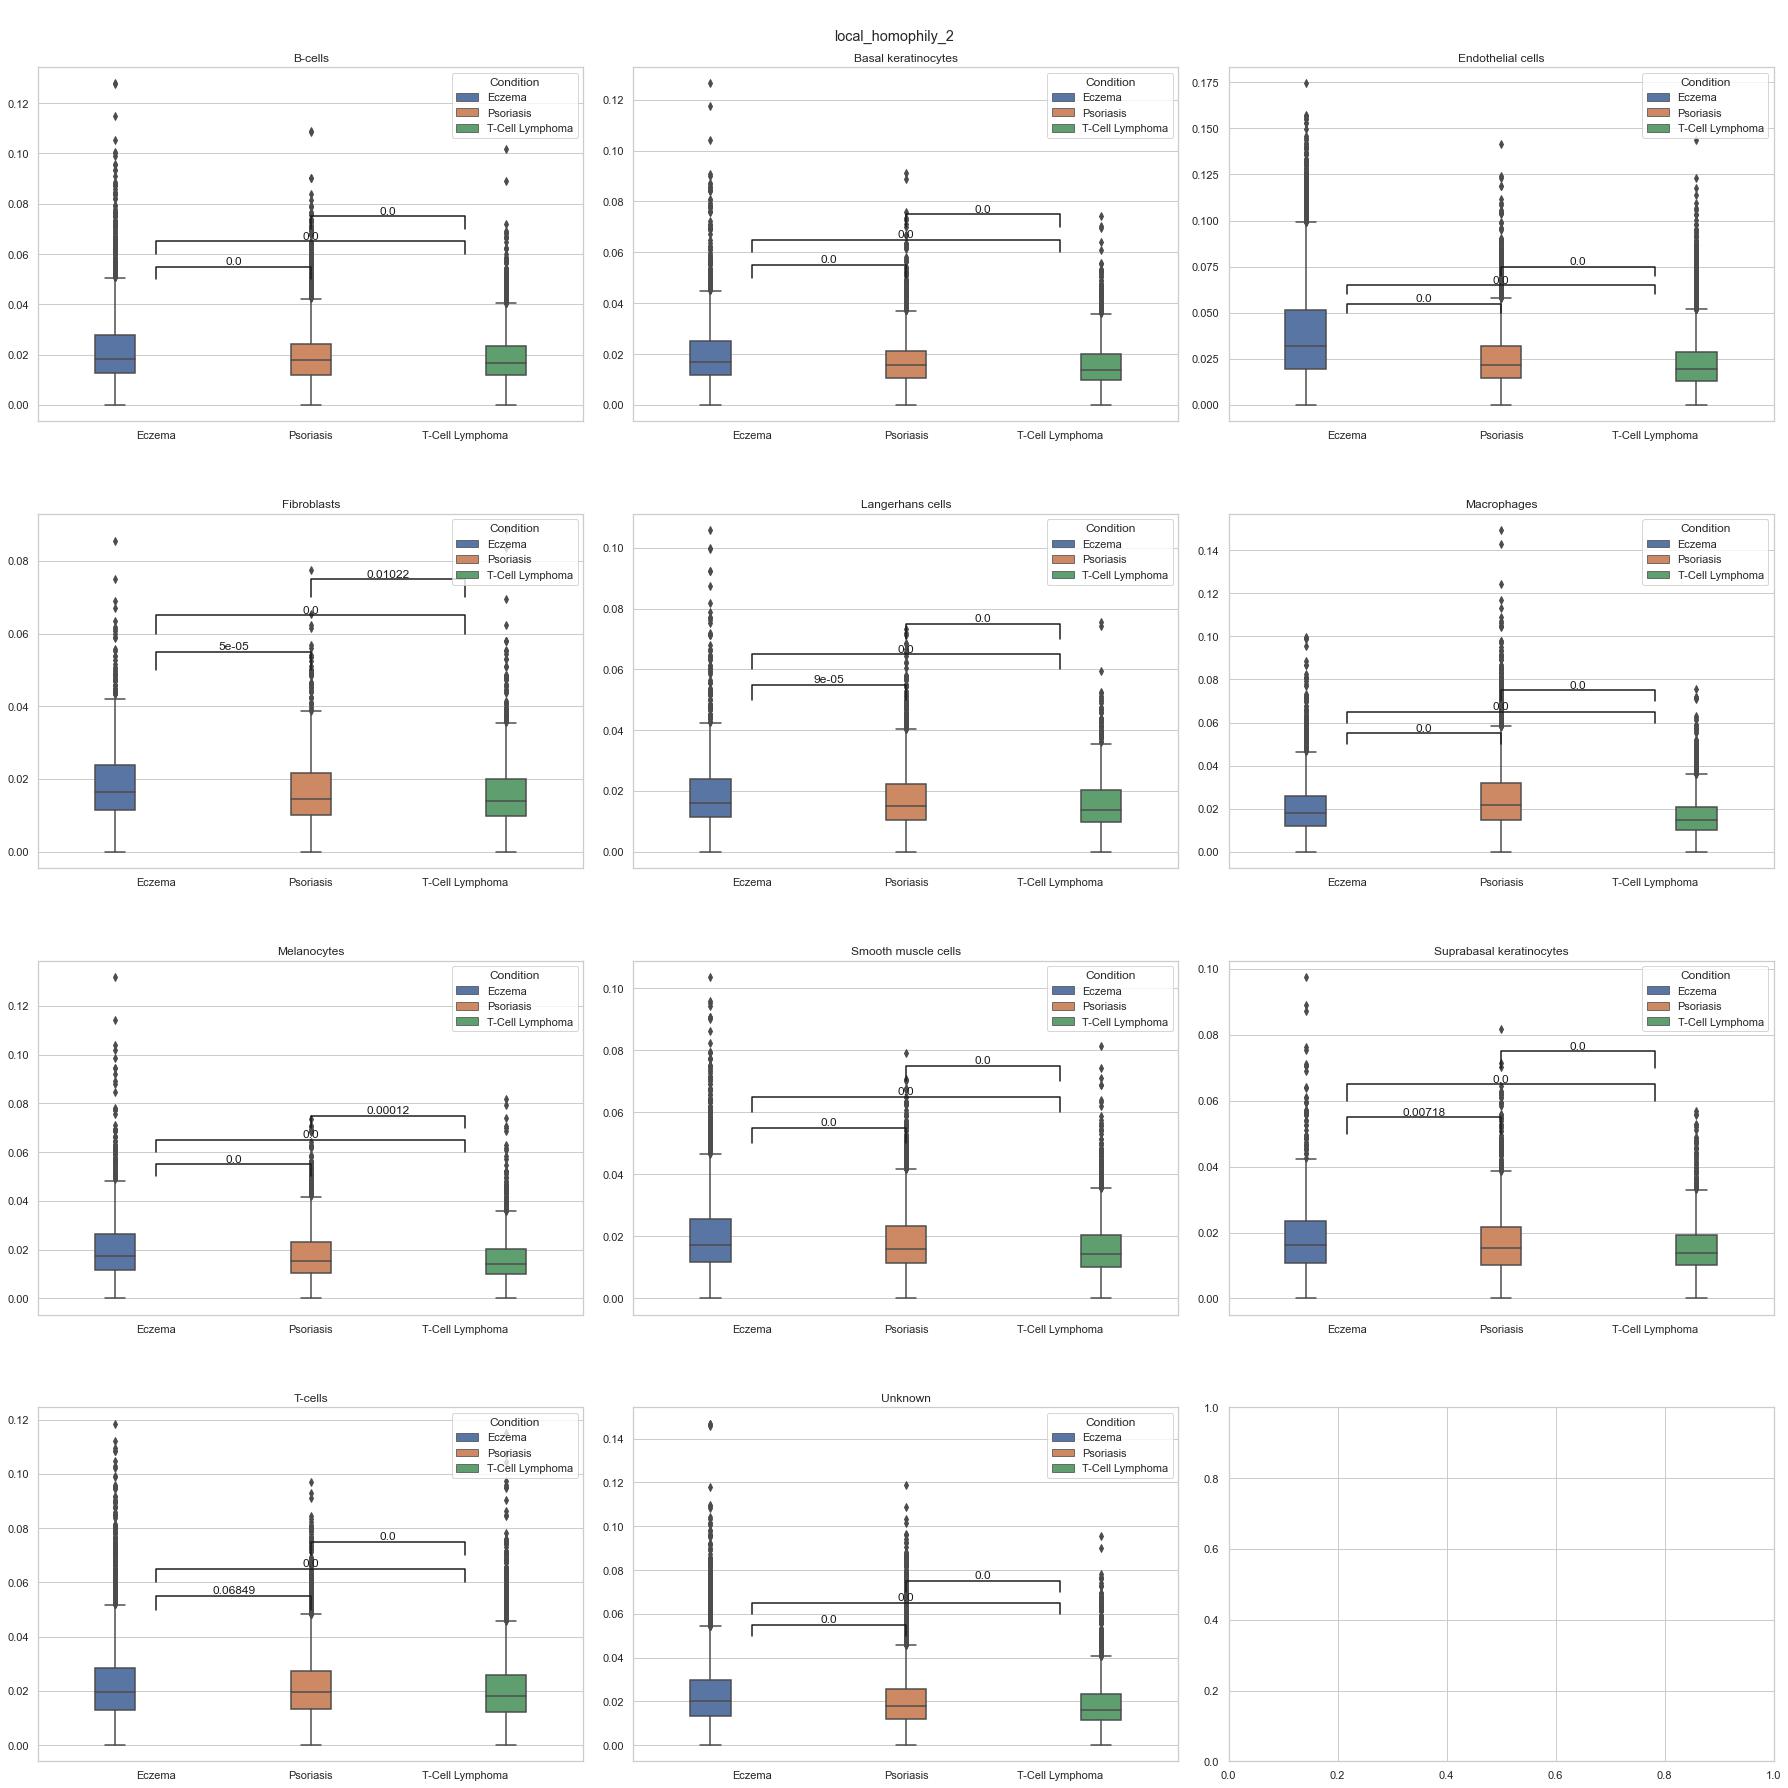 local_homophily_2
B-cells
Condition
Eczema
Psoriasis
T-Cell Lymphoma
0.12
0.10
0.08
0.06
0.04
0.02
0.00
0.0
0.0
0.0
Eczema Psoriasis T-Cell Lymphoma
Basal keratinocytes
Condition
Eczema
Psoriasis
T-Cell Lymphoma
0.12
0.10
0.08
0.06
0.04
0.02
0.00
0.0
0.0
0.0
Eczema Psoriasis T-Cell Lymphoma
Endothelial cells
Condition
Eczema
Psoriasis
T-Cell Lymphoma
0.175
0.150
0.125
0.100
0.075
0.050
0.025
0.000
0.0
0.0
0.0
Eczema Psoriasis T-Cell Lymphoma
Fibroblasts
Condition
Eczema
Psoriasis
T-Cell Lymphoma
0.08
0.06
0.04
0.02
0.00
0.01022
0.0
5e-05
Eczema Psoriasis T-Cell Lymphoma
Langerhans cells
Condition
Eczema
Psoriasis
T-Cell Lymphoma
0.10
0.08
0.06
0.04
0.02
0.00
0.0
0.0
9e-05
Eczema Psoriasis T-Cell Lymphoma
Macrophages
Condition
Eczema
Psoriasis
T-Cell Lymphoma
0.14
0.12
0.10
0.08
0.06
0.04
0.02
0.00
0.0
0.0
0.0
Eczema Psoriasis T-Cell Lymphoma
Melanocytes
Condition
Eczema
Psoriasis
T-Cell Lymphoma
0.12
0.10
0.08
0.06
0.04
0.02
0.00
0.00012
0.0
0.0
Eczema Psoriasis T-Cell Lymphoma
Smooth muscle cells
Condition
Eczema
Psoriasis
T-Cell Lymphoma
0.10
0.08
0.06
0.04
0.02
0.00
0.0
0.0
0.0
Eczema Psoriasis T-Cell Lymphoma
Suprabasal keratinocytes
Condition
Eczema
Psoriasis
T-Cell Lymphoma
0.10
0.08
0.06
0.04
0.02
0.00
0.0
0.0
0.00718
Eczema Psoriasis T-Cell Lymphoma
T-cells
Condition
Eczema
Psoriasis
T-Cell Lymphoma
0.12
0.10
0.08
0.06
0.04
0.02
0.00
0.0
0.0
0.06849
Eczema Psoriasis T-Cell Lymphoma
Unknown
Condition
Eczema
Psoriasis
T-Cell Lymphoma
0.14
0.12
0.10
0.08
0.06
0.04
0.02
0.00
0.0
0.0
0.0
Eczema Psoriasis T-Cell Lymphoma
1.0
0.8
0.6
0.4
0.2
0.0
0.0 0.2 0.4 0.6 0.8 1.0